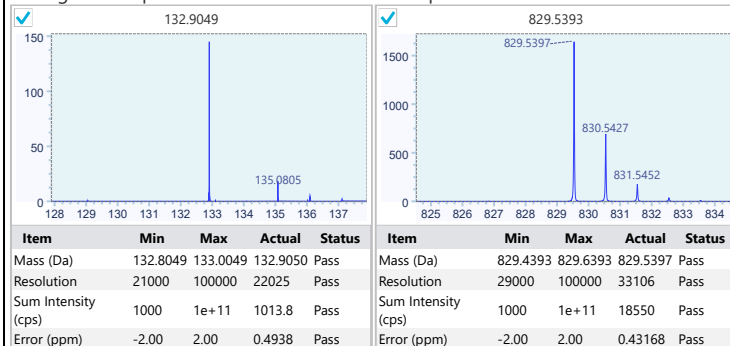 132.9049
150
100
50
0
135.0805
128 129 130 131 132 133 134 135 136 137
Item Min Max Actual Status
Mass (Da) 132.8049 133.0049 132.9050 Pass
Resolution 21000 100000 22025 Pass
Sum Intensity (cps) 1000 1e+11 1013.8 Pass
Error (ppm) -2.00 2.00 0.4938 Pass
829.5393
1500
1000
500
0
829.5397
830.5427
831.5452
825 826 827 828 829 830 831 832 833 834
Item Min Max Actual Status
Mass (Da) 829.4393 829.6393 829.5397 Pass
Resolution 29000 100000 33106 Pass
Sum Intensity (cps) 1000 1e+11 18550 Pass
Error (ppm) -2.00 2.00 0.43168 Pass